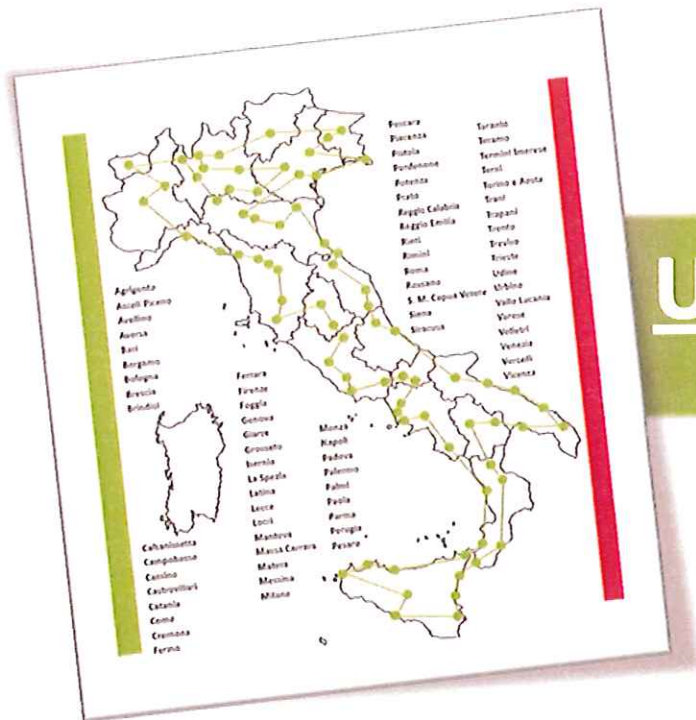 Agrigento
Ascoli Piceno
Avellino
Aversa
Bari
Bergamo
Bologna
Brescia
Brindisi
Caltanissetta
Campobasso
Cassino
Castrovillari
Catania
Como
Cremona
Fermo
Ferrara
Firenze
Foggia
Genova
Giarre
Grosseto
Isernia
La Spezia
Latina
Lecce
Locri
Mantova
Massa Carrara
Matera
Messina
Milano
Monza
Napoli
Padova
Palermo
Palmi
Paola
Parma
Perugia
Pesaro
Pescara
Piacenza
Pistoia
Pordenone
Potenza
Prato
Reggio Calabria
Reggio Emilia
Rieti
Rimini
Roma
Rossano
S. M. Capua Vetere
Siena
Siracusa
Taranto
Teramo
Termini Imerese
Terni
Torino e Aosta
Trani
Trapani
Trento
Treviso
Trieste
Udine
Urbino
Vallo Lucania
Varese
Velletri
Venezia
Vercelli
Vicenza
U